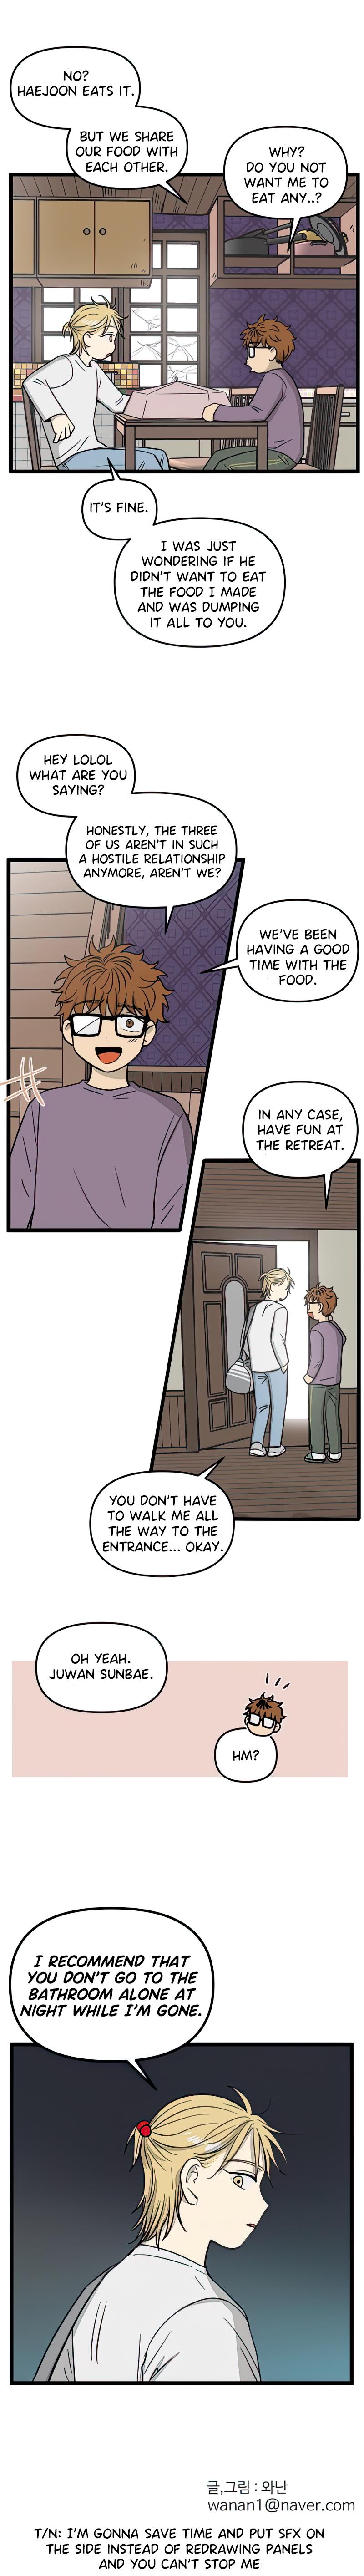 NO?
HAEJOON EATS IT.
BUT WE SHARE
OUR FOOD WITH
EACH OTHER.
WHY?
DO YOU NOT
WANT ME TO
EAT ANY..?
IT'S FINE.
I WAS JUST
WONDERING IF HE
DIDN'T WANT TO EAT
THE FOOD I MADE
AND WAS DUMPING
IT ALL TO YOU.
HEY LOLOL
WHAT ARE YOU
SAYING?
HONESTLY, THE THREE
OF US AREN'T IN SUCH
A HOSTILE RELATIONSHIP
ANYMORE, AREN'T WE?
WE'VE BEEN
HAVING A GOOD
TIME WITH THE
FOOD.
IN ANY CASE,
HAVE FUN AT
THE RETREAT.
YOU DON'T HAVE
TO WALK ME ALL
THE WAY TO THE
ENTRANCE... OKAY.
OH YEAH.
JUWAN SUNBAE.
HM?
I RECOMMEND THAT
YOU DON'T GO TO THE
BATHROOM ALONE AT
NIGHT WHILE I'M GONE.
글,그림 : 와난
wanan1@naver.com
T/N: I'M GONNA SAVE TIME AND PUT SFX ON
THE SIDE INSTEAD OF REDRAWING PANELS
AND YOU CAN'T STOP ME